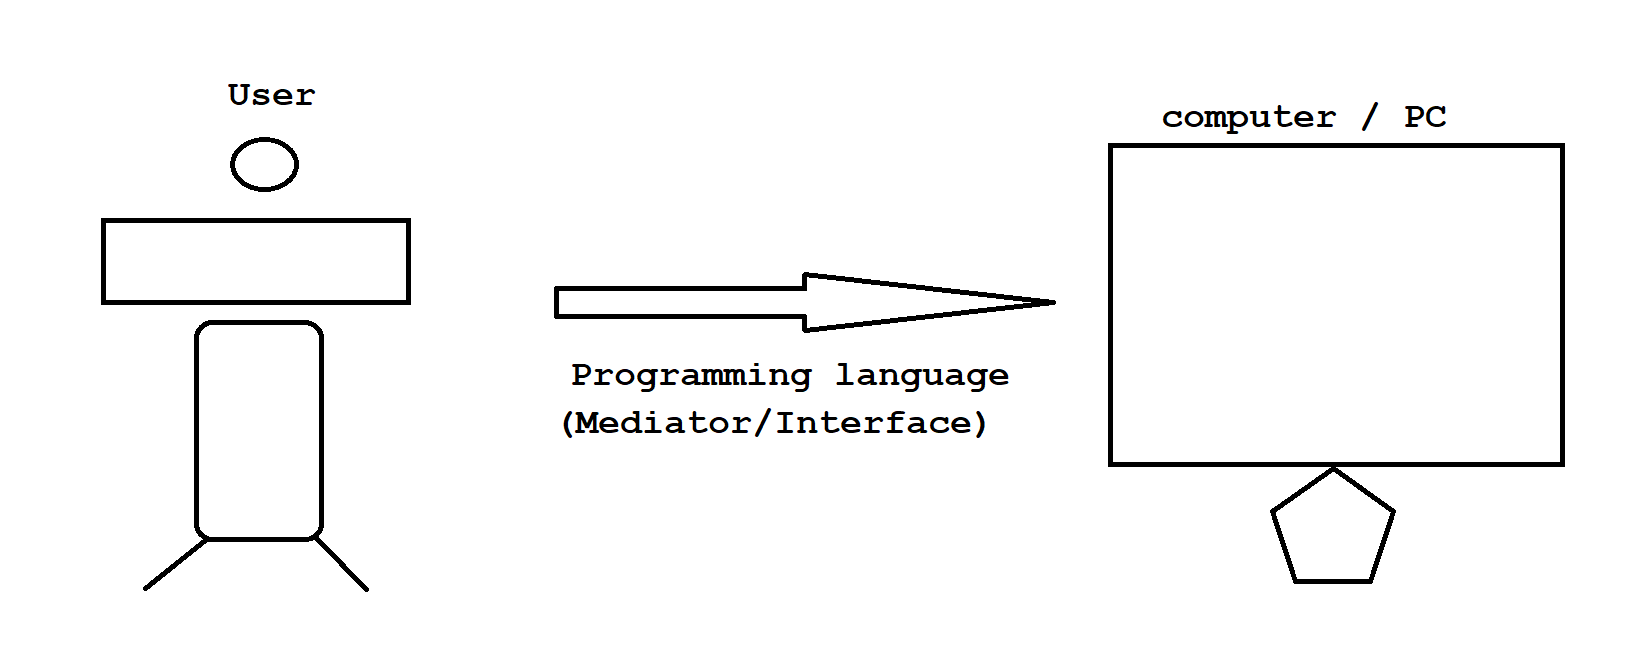 User
computer / PC
Programming language
(Mediator/Interface)